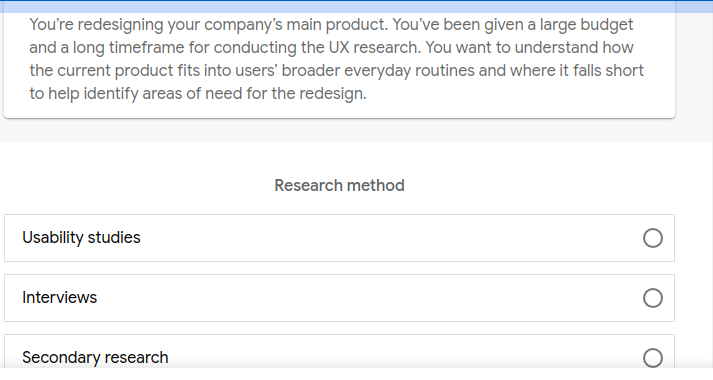 You’re redesigning your company’s main product. You’ve been given a large budget
and a long timeframe for conducting the UX research. You want to understand how
the current product fits into users’ broader everyday routines and where it falls short
to help identify areas of need for the redesign.
Research method
Usability studies
Interviews
Secondary research